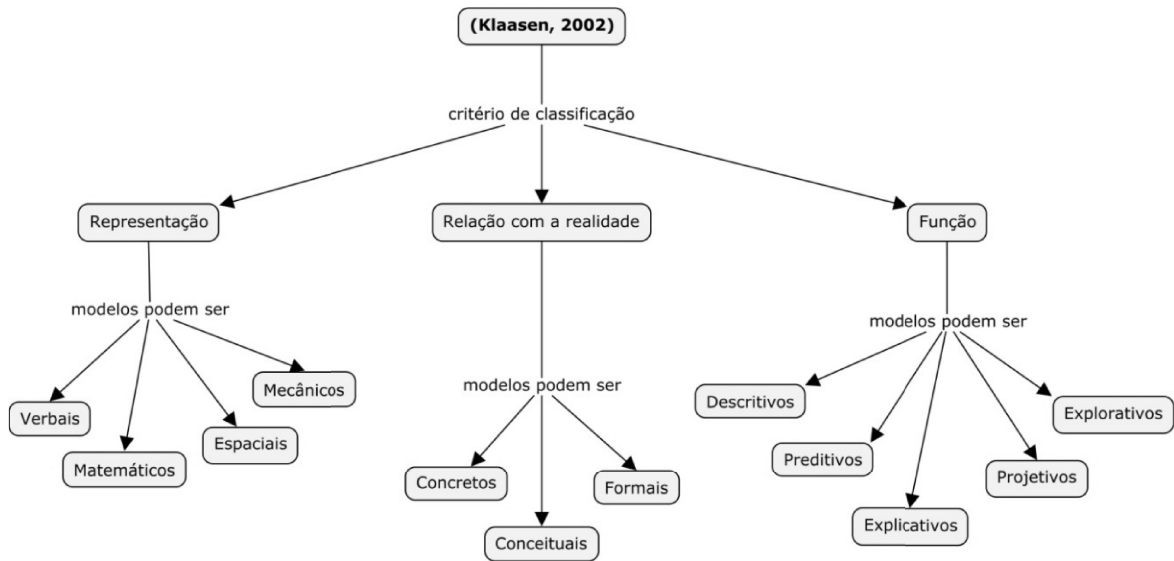 (Klaasen, 2002)
critério de classificação
Representação
Relação com a realidade
Função
modelos podem ser
modelos podem ser
modelos podem ser
Verbais
Matemáticos
Espaciais
Mecânicos
Concretos
Conceituais
Formais
Descritivos
Preditivos
Explicativos
Projetivos
Explorativos